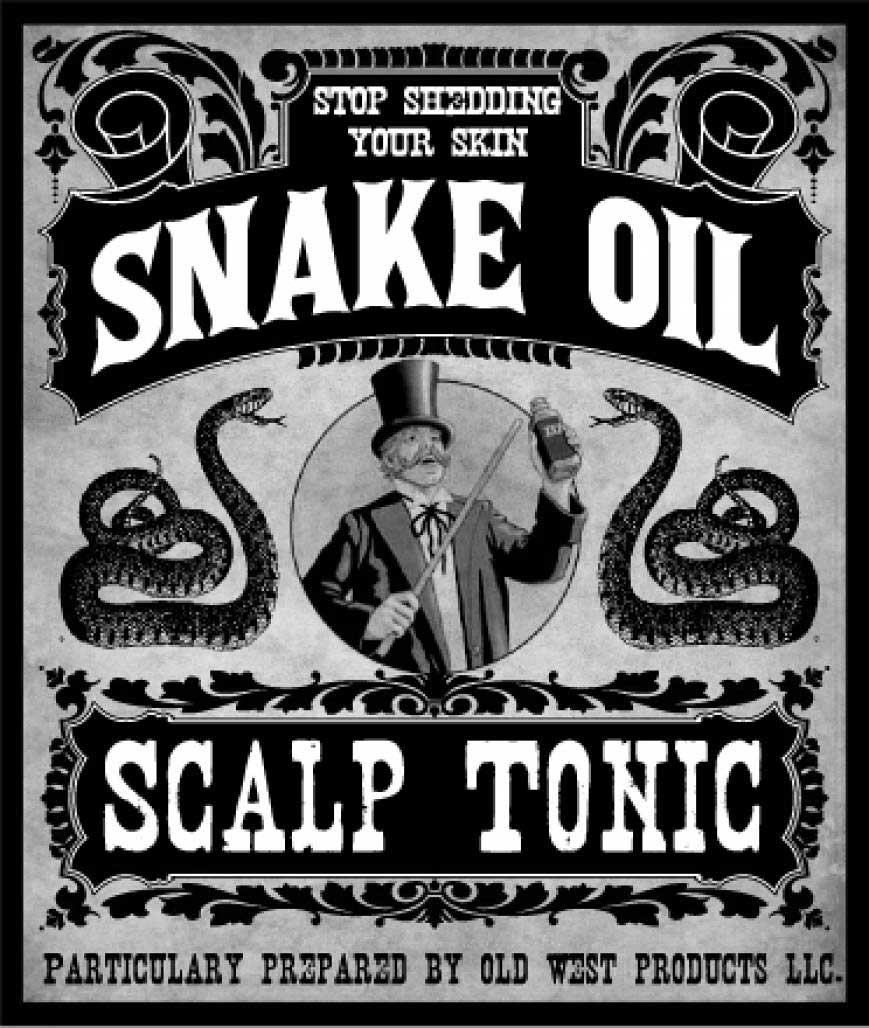 STOP SHEDDING
YOUR SKIN
SNAKE OIL
SCALP TONIC
PARTICULARY PREPARED BY OLD WEST PRODUCTS LLC.